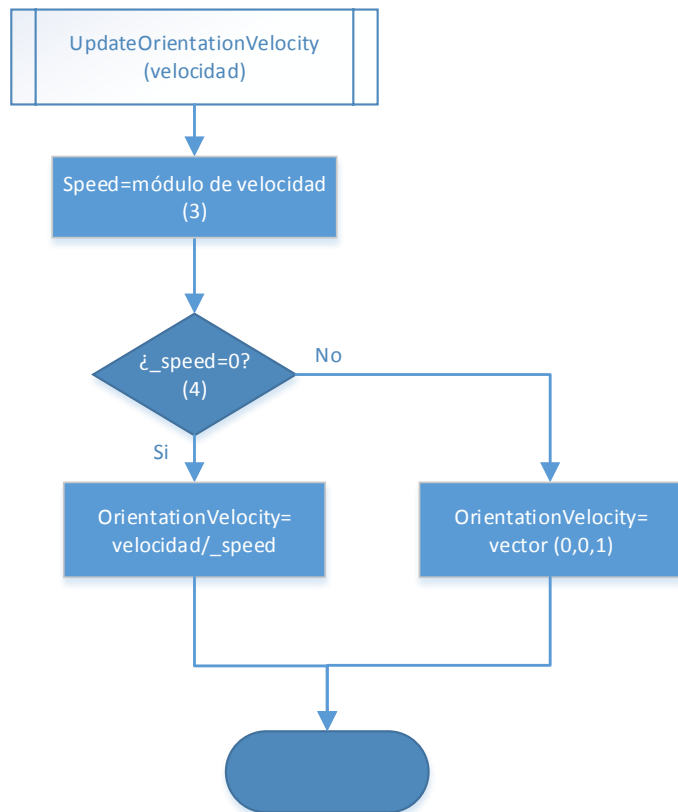 UpdateOrientationVelocity
(velocidad)
Speed=módulo de velocidad
(3)
¿_speed=0?
(4)
No
Si
OrientationVelocity=
velocidad/_speed
OrientationVelocity=
vector (0,0,1)